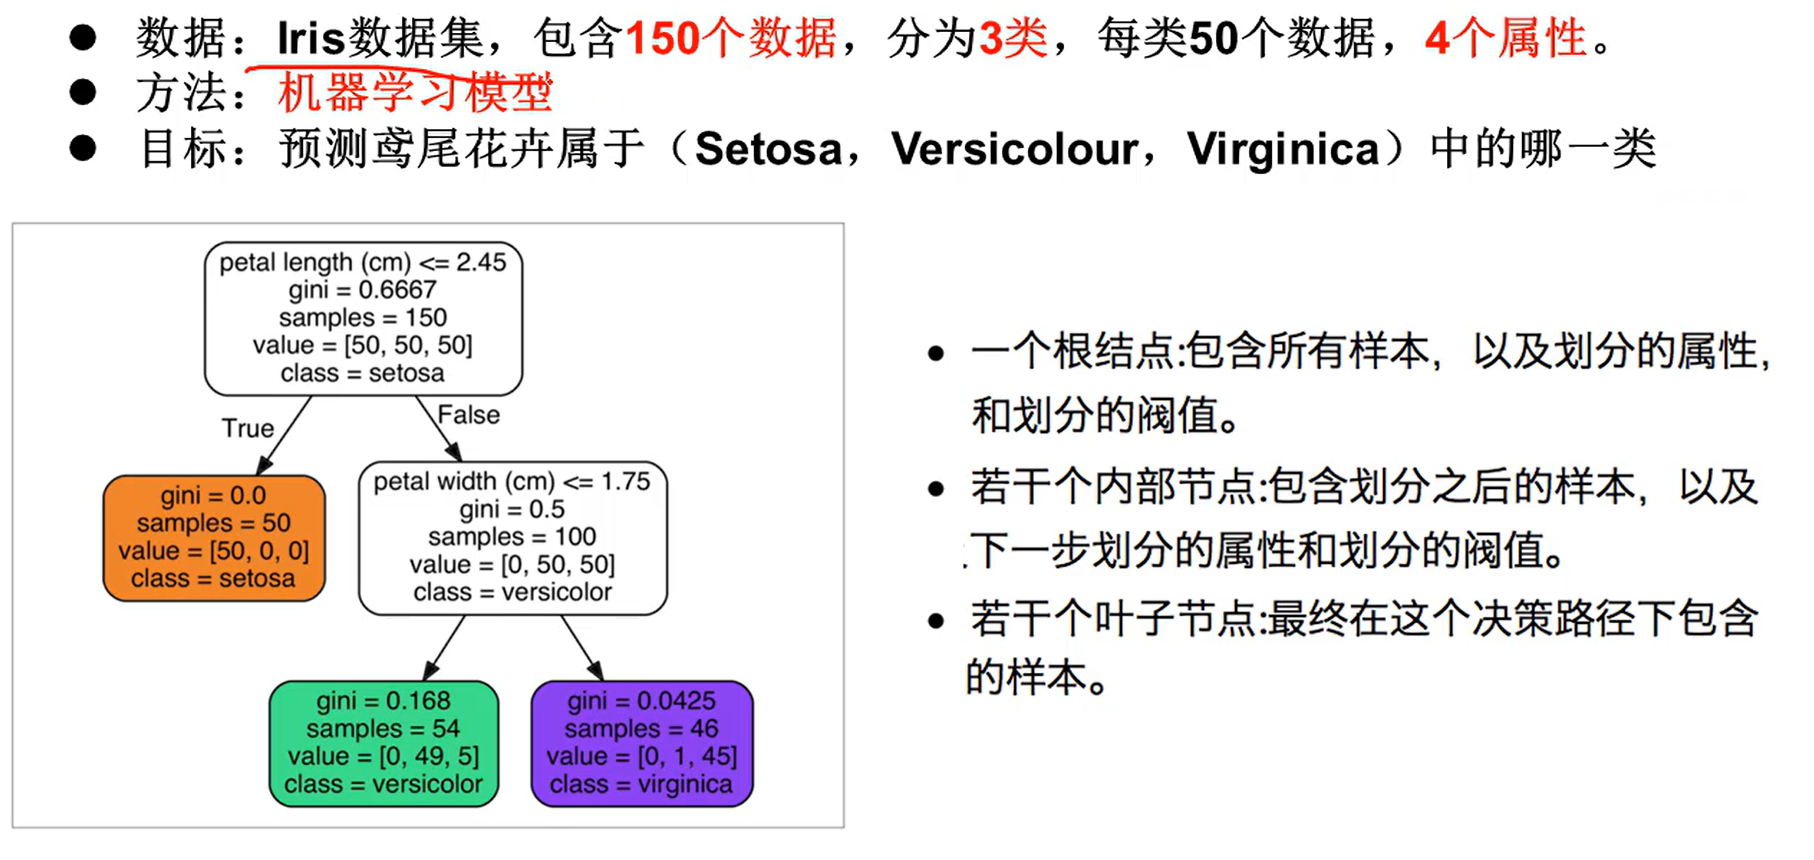 ● 数据：Iris数据集，包含150个数据，分为3类，每类50个数据，4个属性。
● 方法：机器学习模型
● 目标：预测鸢尾花卉属于（Setosa，Versicolour，Virginica）中的哪一类
petal length (cm) <= 2.45
gini = 0.6667
samples = 150
value = [50, 50, 50]
class = setosa
True
False
gini = 0.0
samples = 50
value = [50, 0, 0]
class = setosa
petal width (cm) <= 1.75
gini = 0.5
samples = 100
value = [0, 50, 50]
class = versicolor
gini = 0.168
samples = 54
value = [0, 49, 5]
class = versicolor
gini = 0.0425
samples = 46
value = [0, 1, 45]
class = virginica
● 一个根结点:包含所有样本，以及划分的属性,
和划分的阀值。
● 若干个内部节点:包含划分之后的样本，以及
下一步划分的属性和划分的阀值。
● 若干个叶子节点:最终在这个决策路径下包含
的样本。